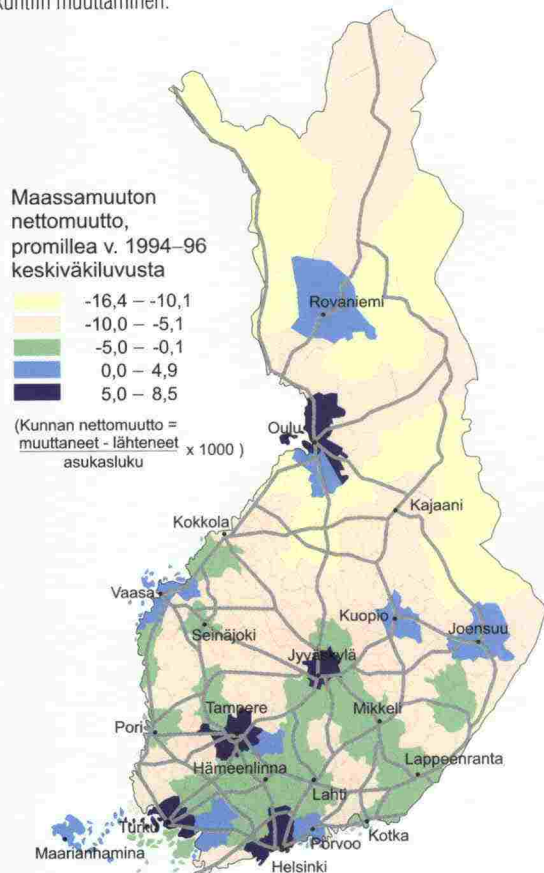 kuntiin muuttaminen.
Maassamuuton
nettomuutto,
promillea v. 1994–96
keskiväkiluvusta
-16,4 – -10,1
-10,0 – -5,1
-5,0 – -0,1
0,0 – 4,9
5,0 – 8,5
(Kunnan nettomuutto =
muuttaneet - lähteneet x 1000 )
asukasluku
Rovaniemi
Oulu
Kajaani
Kokkola
Vaasa
Kuopio
Joensuu
Seinäjoki
Jyväskylä
Tampere
Mikkeli
Pori
Hämeenlinna
Lappeenranta
Lahti
Turku
Kotka
Porvoo
Maarianhamina
Helsinki